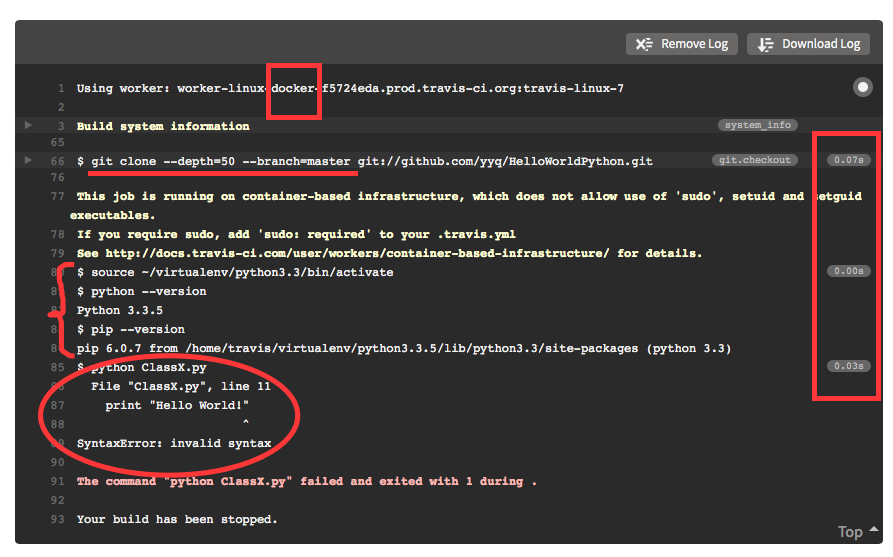 Remove Log Download Log
1 Using worker: worker-linux-docker-f5724eda.prod.travis-ci.org:travis-linux-7
2
3 Build system information system_info
65
66 $ git clone --depth=50 --branch=master git://github.com/yyq/HelloWorldPython.git git.checkout 0.07s
76
77 This job is running on container-based infrastructure, which does not allow use of 'sudo', setuid and setguid
executables.
78 If you require sudo, add 'sudo: required' to your .travis.yml
79 See http://docs.travis-ci.com/user/workers/container-based-infrastructure/ for details.
$ source ~/virtualenv/python3.3/bin/activate 0.00s
$ python --version
Python 3.3.5
$ pip --version
pip 6.0.7 from /home/travis/virtualenv/python3.3.5/lib/python3.3/site-packages (python 3.3)
85 $ python ClassX.py 0.03s
86 File "ClassX.py", line 11
87 print "Hello World!"
88 ^
89 SyntaxError: invalid syntax
90
91 The command "python ClassX.py" failed and exited with 1 during .
92
93 Your build has been stopped.
Top